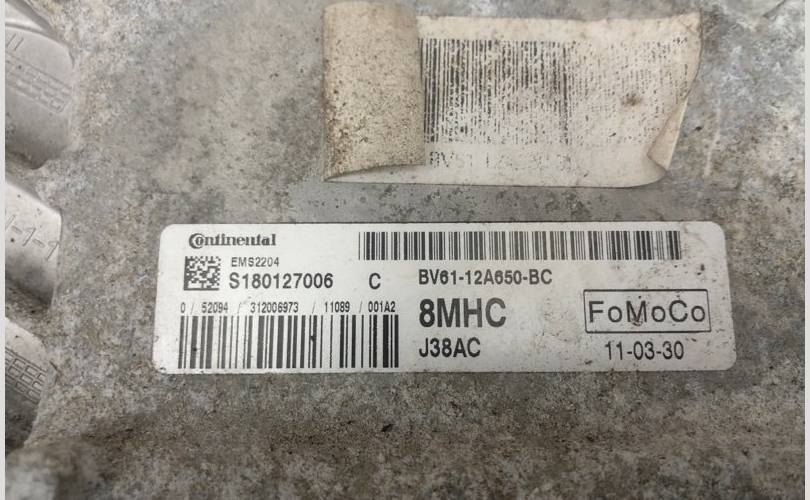 Continental
EMS2204
S180127006 C BV61-12A650-BC
0 / 52094 / 312006973 / 11089 / 001A2
8MHC FoMoCo
J38AC 11-03-30